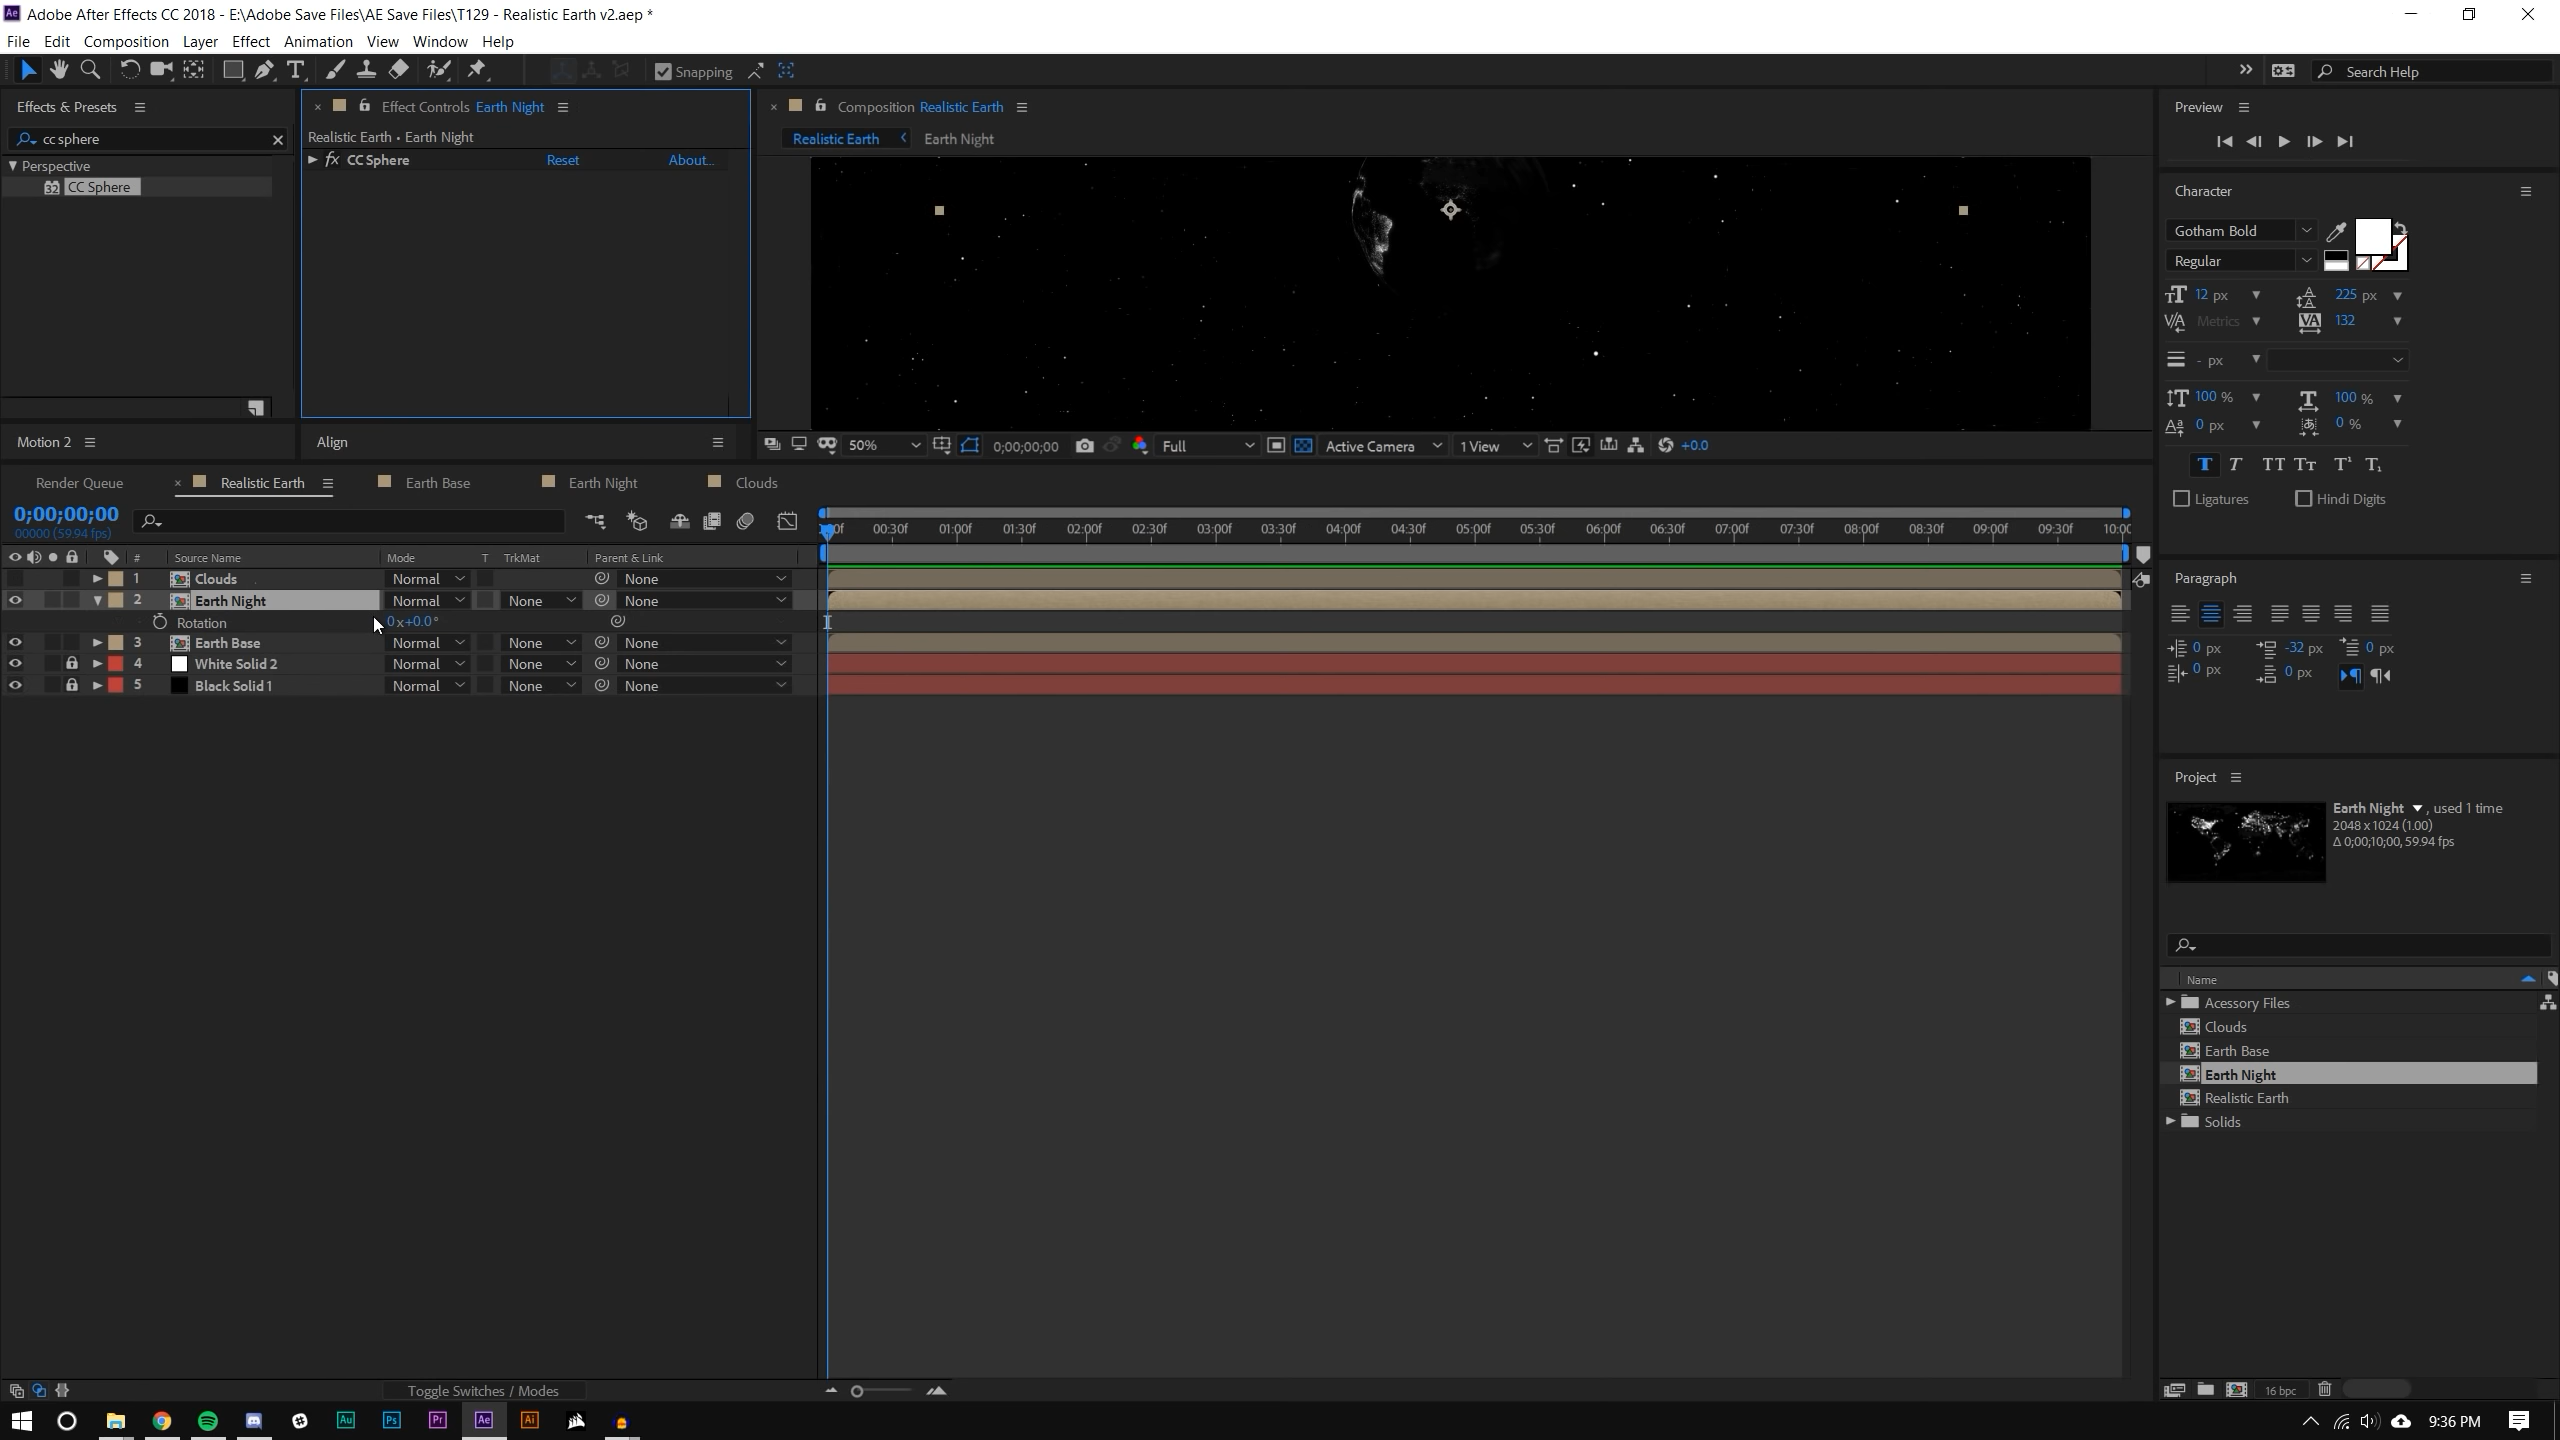 Adobe After Effects CC 2018 - E:\Adobe Save Files\AE Save Files\T129 - Realistic Earth v2.aep *
File Edit Composition Layer Effect Animation View Window Help
Snapping
Search Help
Effects & Presets
cc sphere
Perspective
32 CC Sphere
Effect Controls Earth Night
Realistic Earth • Earth Night
fx CC Sphere Reset About...
Composition Realistic Earth
Realistic Earth Earth Night
Motion 2
Align
50% 0;00;00;00 Full Active Camera 1 View +0.0
Preview
Character
Gotham Bold
Regular
12 px 225 px
Metrics 132
- px
100 % 100 %
0 px 0 %
Ligatures Hindi Digits
Paragraph
0 px -32 px 0 px
0 px 0 px
Render Queue Realistic Earth Earth Base Earth Night Clouds
0;00;00;00
00000 (59.94 fps)
00:30f 01:00f 01:30f 02:00f 02:30f 03:00f 03:30f 04:00f 04:30f 05:00f 05:30f 06:00f 06:30f 07:00f 07:30f 08:00f 08:30f 09:00f 09:30f
# Source Name Mode T TrkMat Parent & Link
1 Clouds Normal None
2 Earth Night Normal None None
Rotation 0x+0.0°
3 Earth Base Normal None None
4 White Solid 2 Normal None None
5 Black Solid 1 Normal None None
Toggle Switches / Modes
Project
Earth Night , used 1 time
2048 x 1024 (1.00)
Δ 0;00;10;00, 59.94 fps
Name
Acessory Files
Clouds
Earth Base
Earth Night
Realistic Earth
Solids
16 bpc
Au Ps Pr Ae Ai
9:36 PM